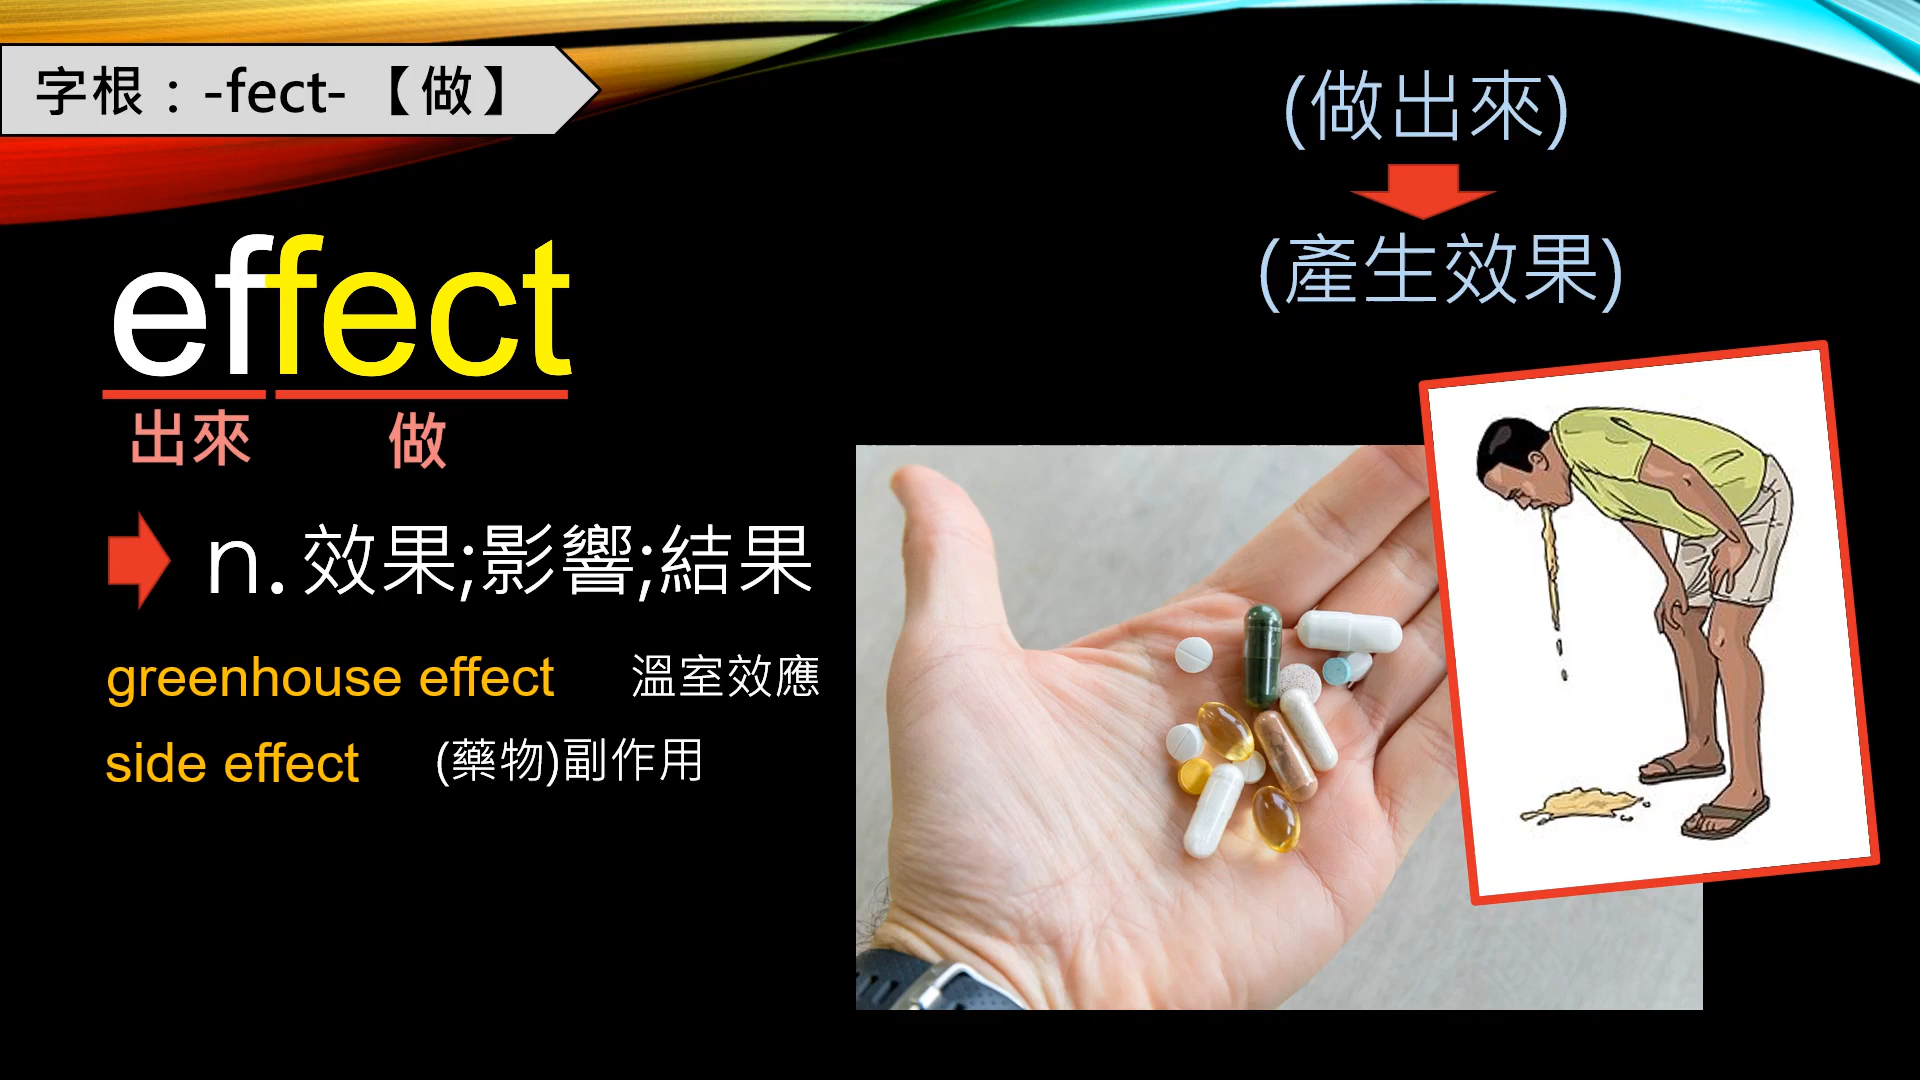 字根：-fect-【做】
(做出來)
(產生效果)
effect
出來 做
n. 效果;影響;結果
greenhouse effect 溫室效應
side effect (藥物)副作用